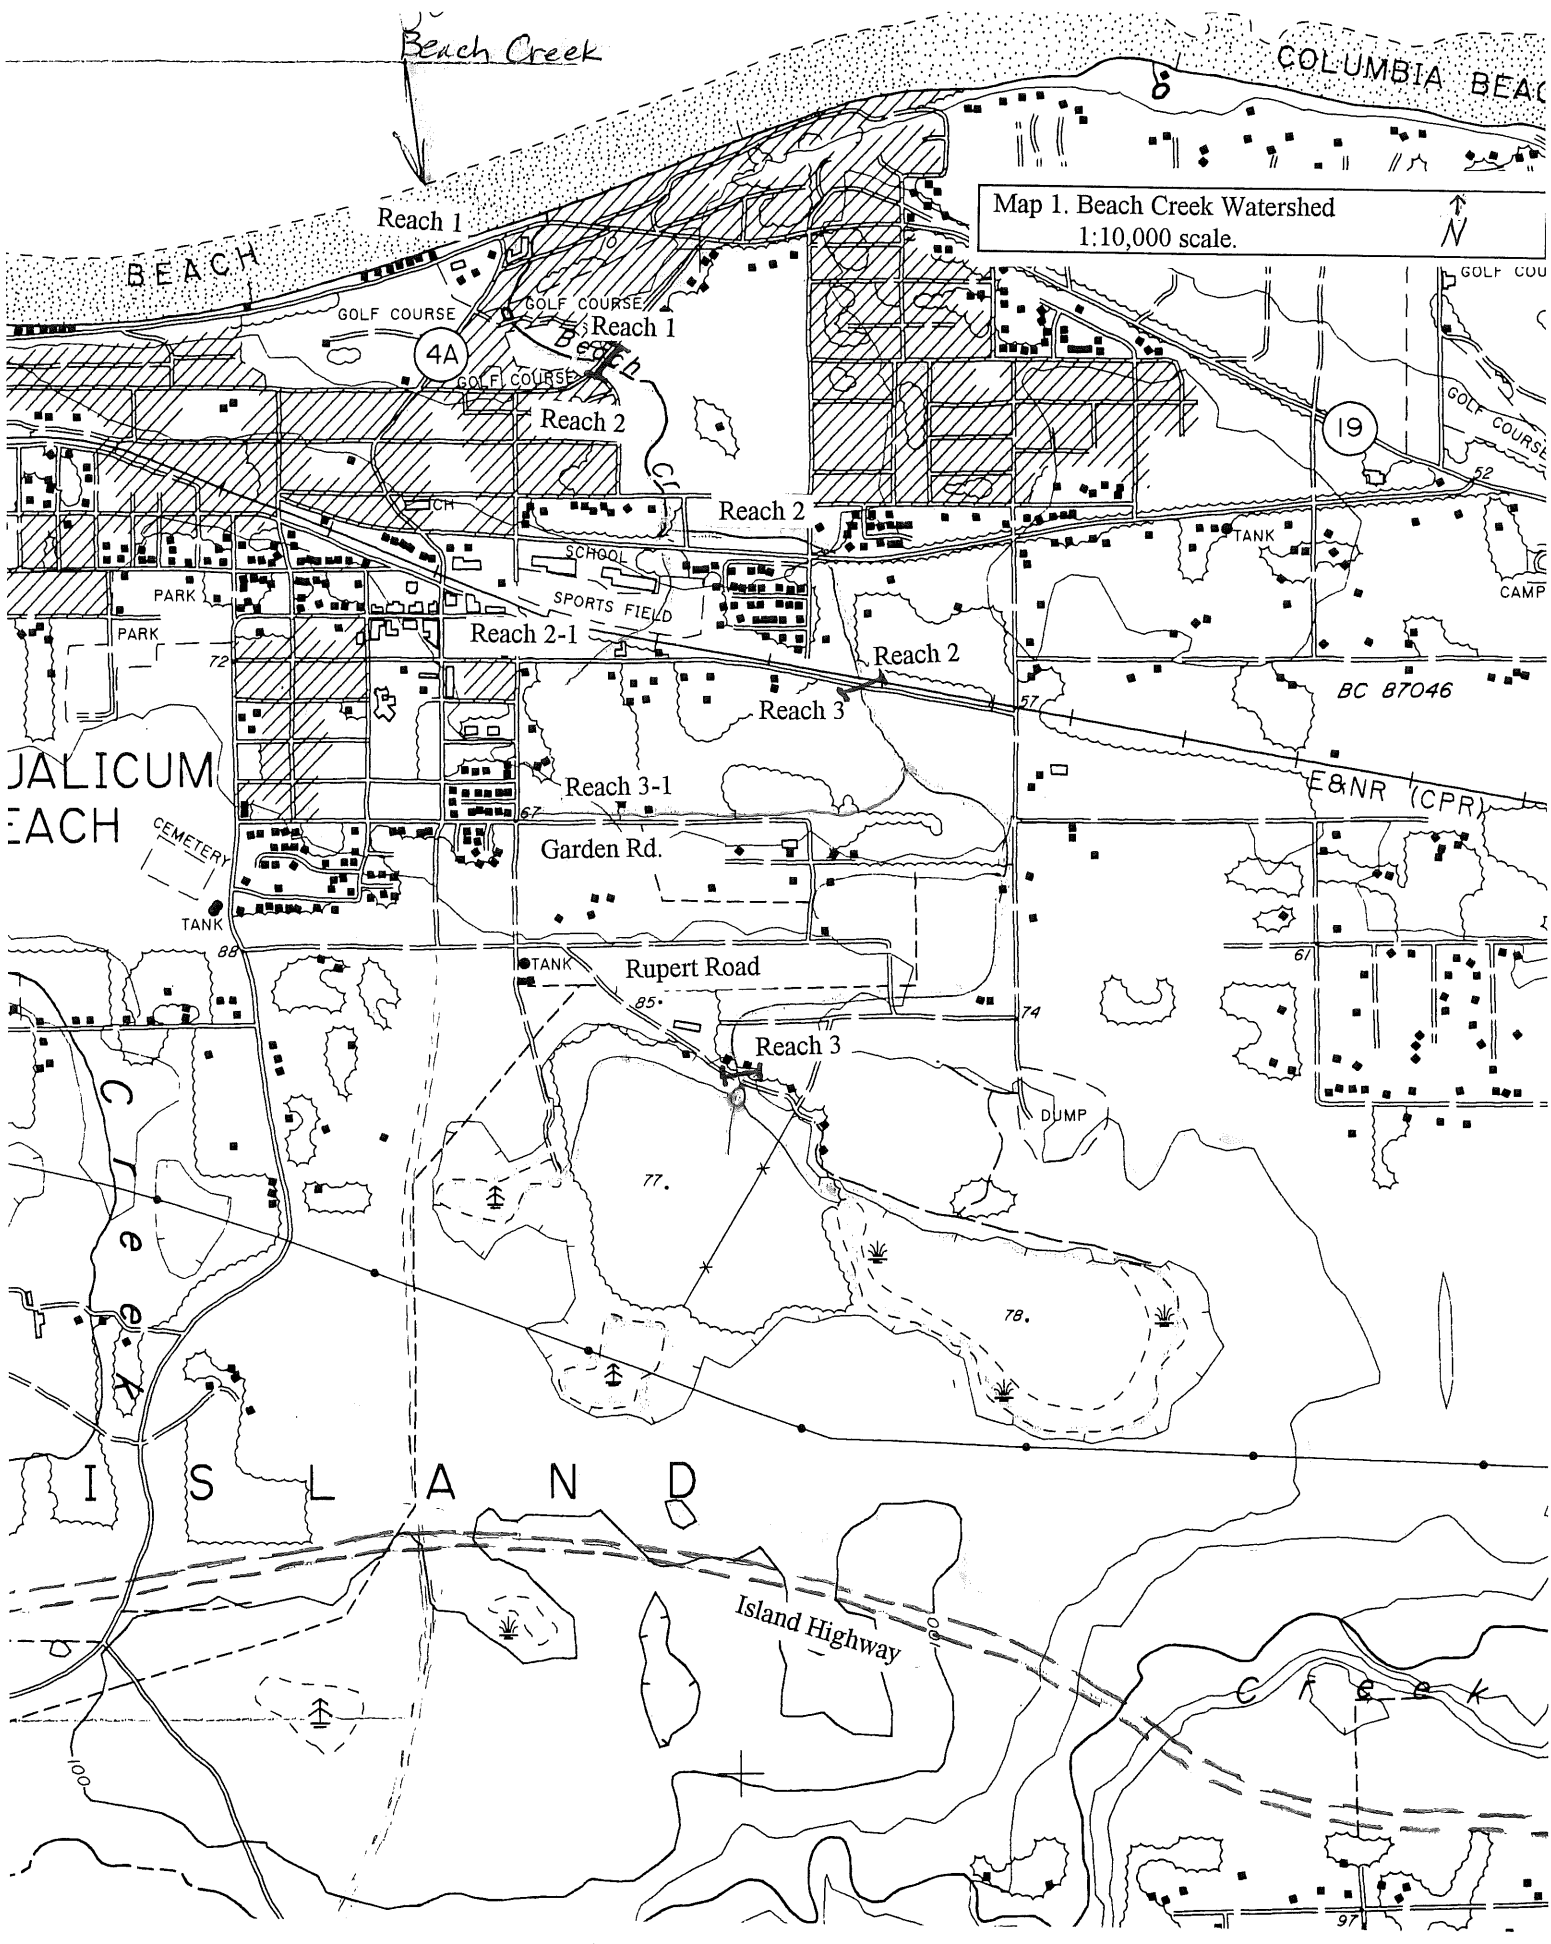 Beach Creek
COLUMBIA BEAC
Map 1. Beach Creek Watershed
1:10,000 scale.
N
Reach 1
BEACH
GOLF COU
GOLF COURSE
GOLF COURSE
Reach 1
Beach
4A
GOLF COURSE
Reach 2
GOLF COURSE
19
Cr
52
CH
Reach 2
TANK
SCHOOL
PARK
SPORTS FIELD
CAMP
PARK
Reach 2-1
72
Reach 2
BC 87046
57
Reach 3
UALICUM
EACH
Reach 3-1
E&NR (CPR)
67
CEMETERY
Garden Rd.
TANK
88
TANK
Rupert Road
61
85
74
Reach 3
DUMP
Creek
77.
78.
ISLAND
Island Highway
100
Creek
100
97